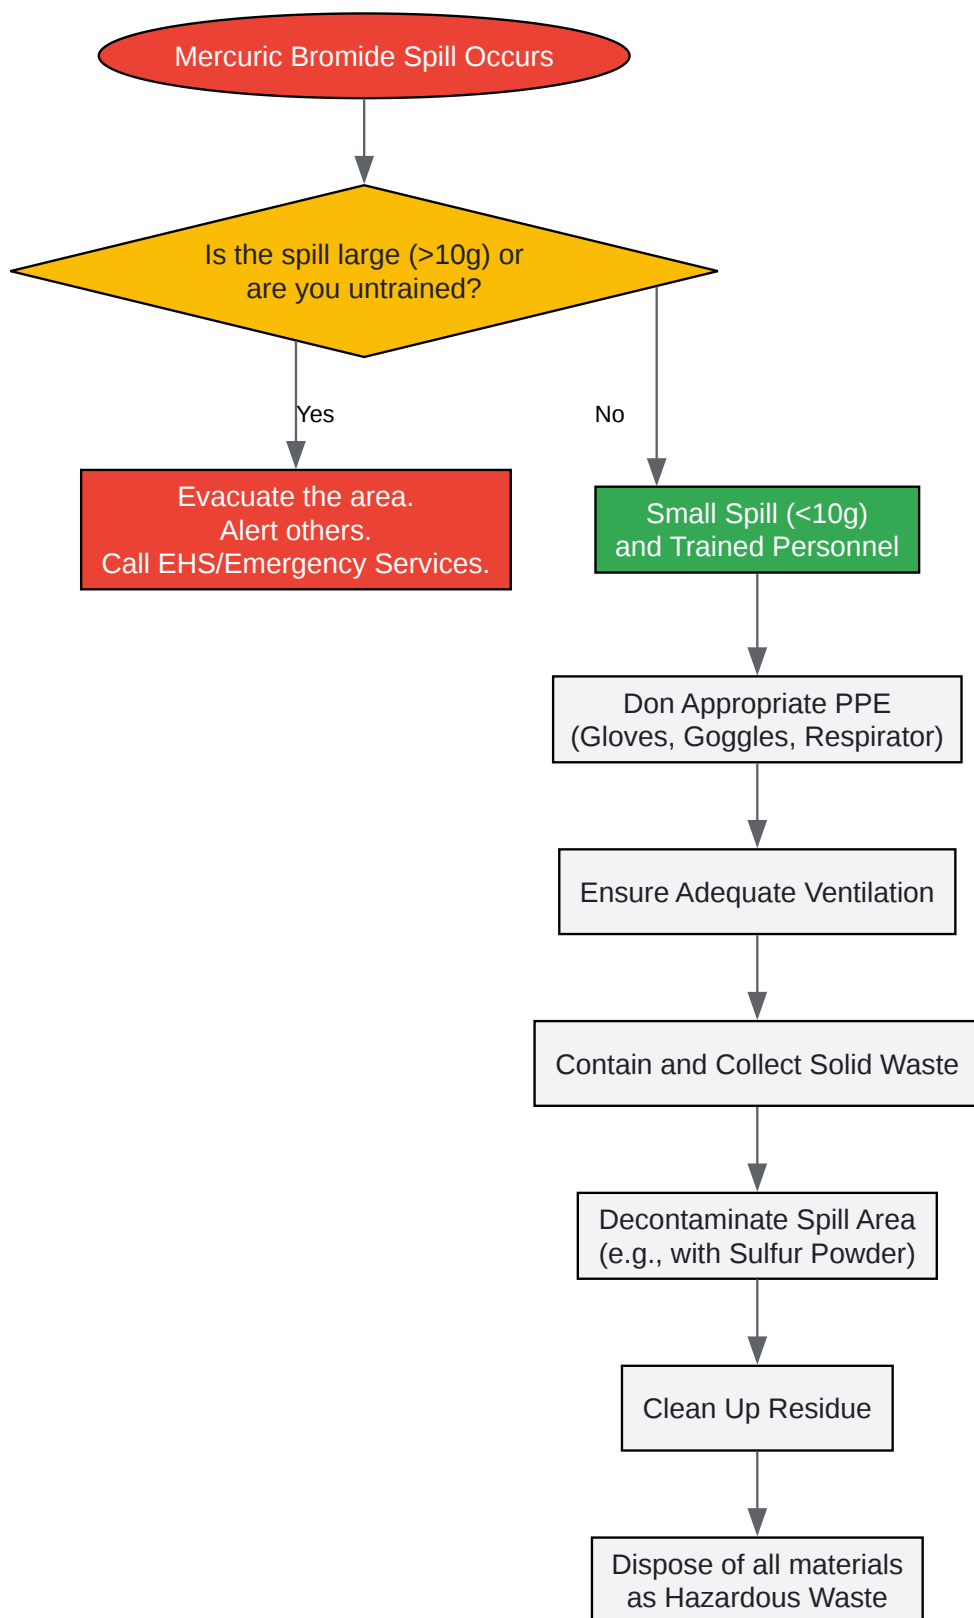 Mercuric Bromide Spill Occurs
Is the spill large (>10g) or
are you untrained?
Yes
No
Evacuate the area.
Alert others.
Call EHS/Emergency Services.
Small Spill (<10g)
and Trained Personnel
Don Appropriate PPE
(Gloves, Goggles, Respirator)
Ensure Adequate Ventilation
Contain and Collect Solid Waste
Decontaminate Spill Area
(e.g., with Sulfur Powder)
Clean Up Residue
Dispose of all materials
as Hazardous Waste